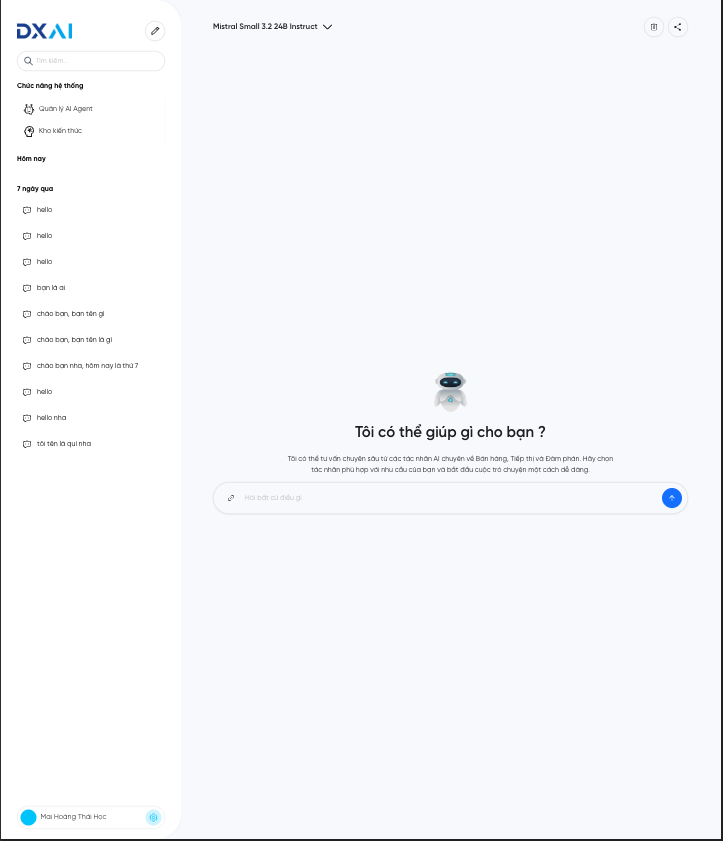 DXAI
Tìm kiếm...
Chức năng hệ thống
Quản lý AI Agent
Kho kiến thức
Hôm nay
7 ngày qua
hello
hello
hello
bạn là ai
chào bạn, bạn tên gì
chào bạn, bạn tên là gì
chào bạn nha, hôm nay là thứ 7
hello
hello nha
tôi tên là quí nha
Mai Hoàng Thái Học
Mistral Small 3.2 24B Instruct
Tôi có thể giúp gì cho bạn ?
Tôi có thể tư vấn chuyên sâu từ các tác nhân AI chuyên về Bán hàng, Tiếp thị và Đàm phán. Hãy chọn
tác nhân phù hợp với nhu cầu của bạn và bắt đầu cuộc trò chuyện một cách dễ dàng.
Hỏi bất cứ điều gì